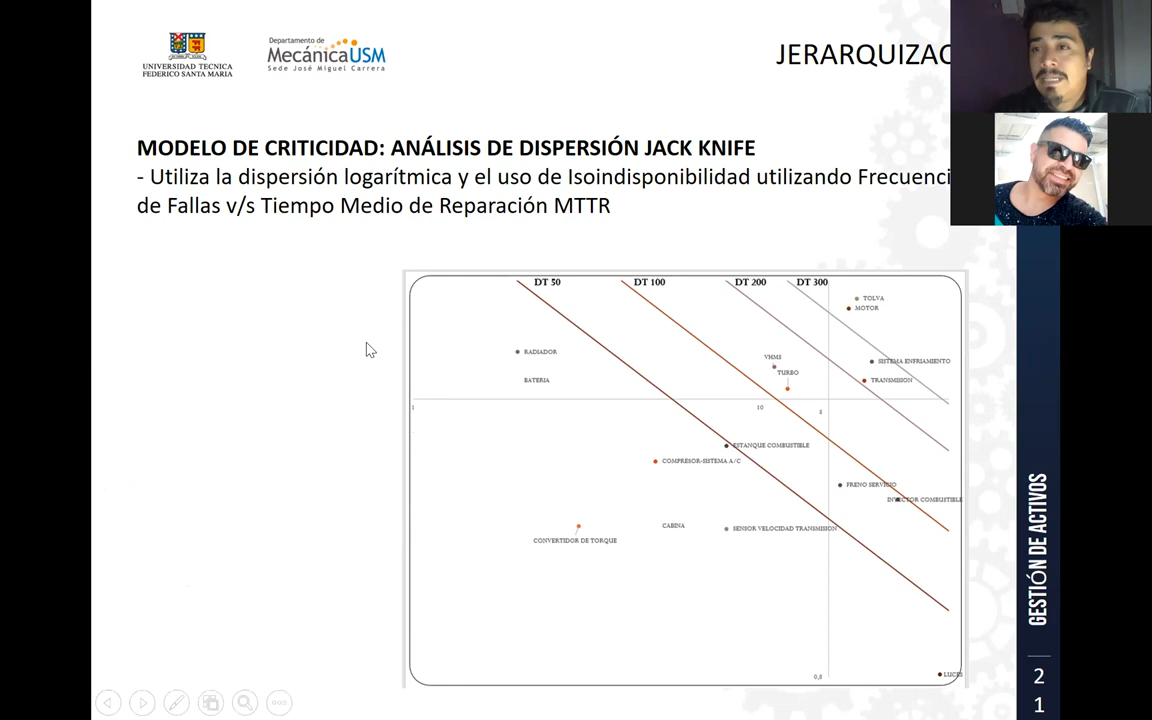 UNIVERSIDAD TECNICA
FEDERICO SANTA MARIA
Departamento de
MecánicaUSM
Sede José Miguel Carrera
JERARQUIZAC
MODELO DE CRITICIDAD: ANÁLISIS DE DISPERSIÓN JACK KNIFE
- Utiliza la dispersión logarítmica y el uso de Isoindisponibilidad utilizando Frecuenci
de Fallas v/s Tiempo Medio de Reparación MTTR
DT 50
DT 100
DT 200
DT 300
TOLVA
MOTOR
RADIADOR
VHMS
SISTEMA ENFRIAMIENTO
TURBO
BATERIA
TRANSMISION
1
10
8
ESTANQUE COMBUSTIBLE
COMPRESOR-SISTEMA A/C
FRENO SERVICIO
INYECTOR COMBUSTIBLE
CABINA
SENSOR VELOCIDAD TRANSMISION
CONVERTIDOR DE TORQUE
0,8
LUCES
GESTIÓN DE ACTIVOS
2
1